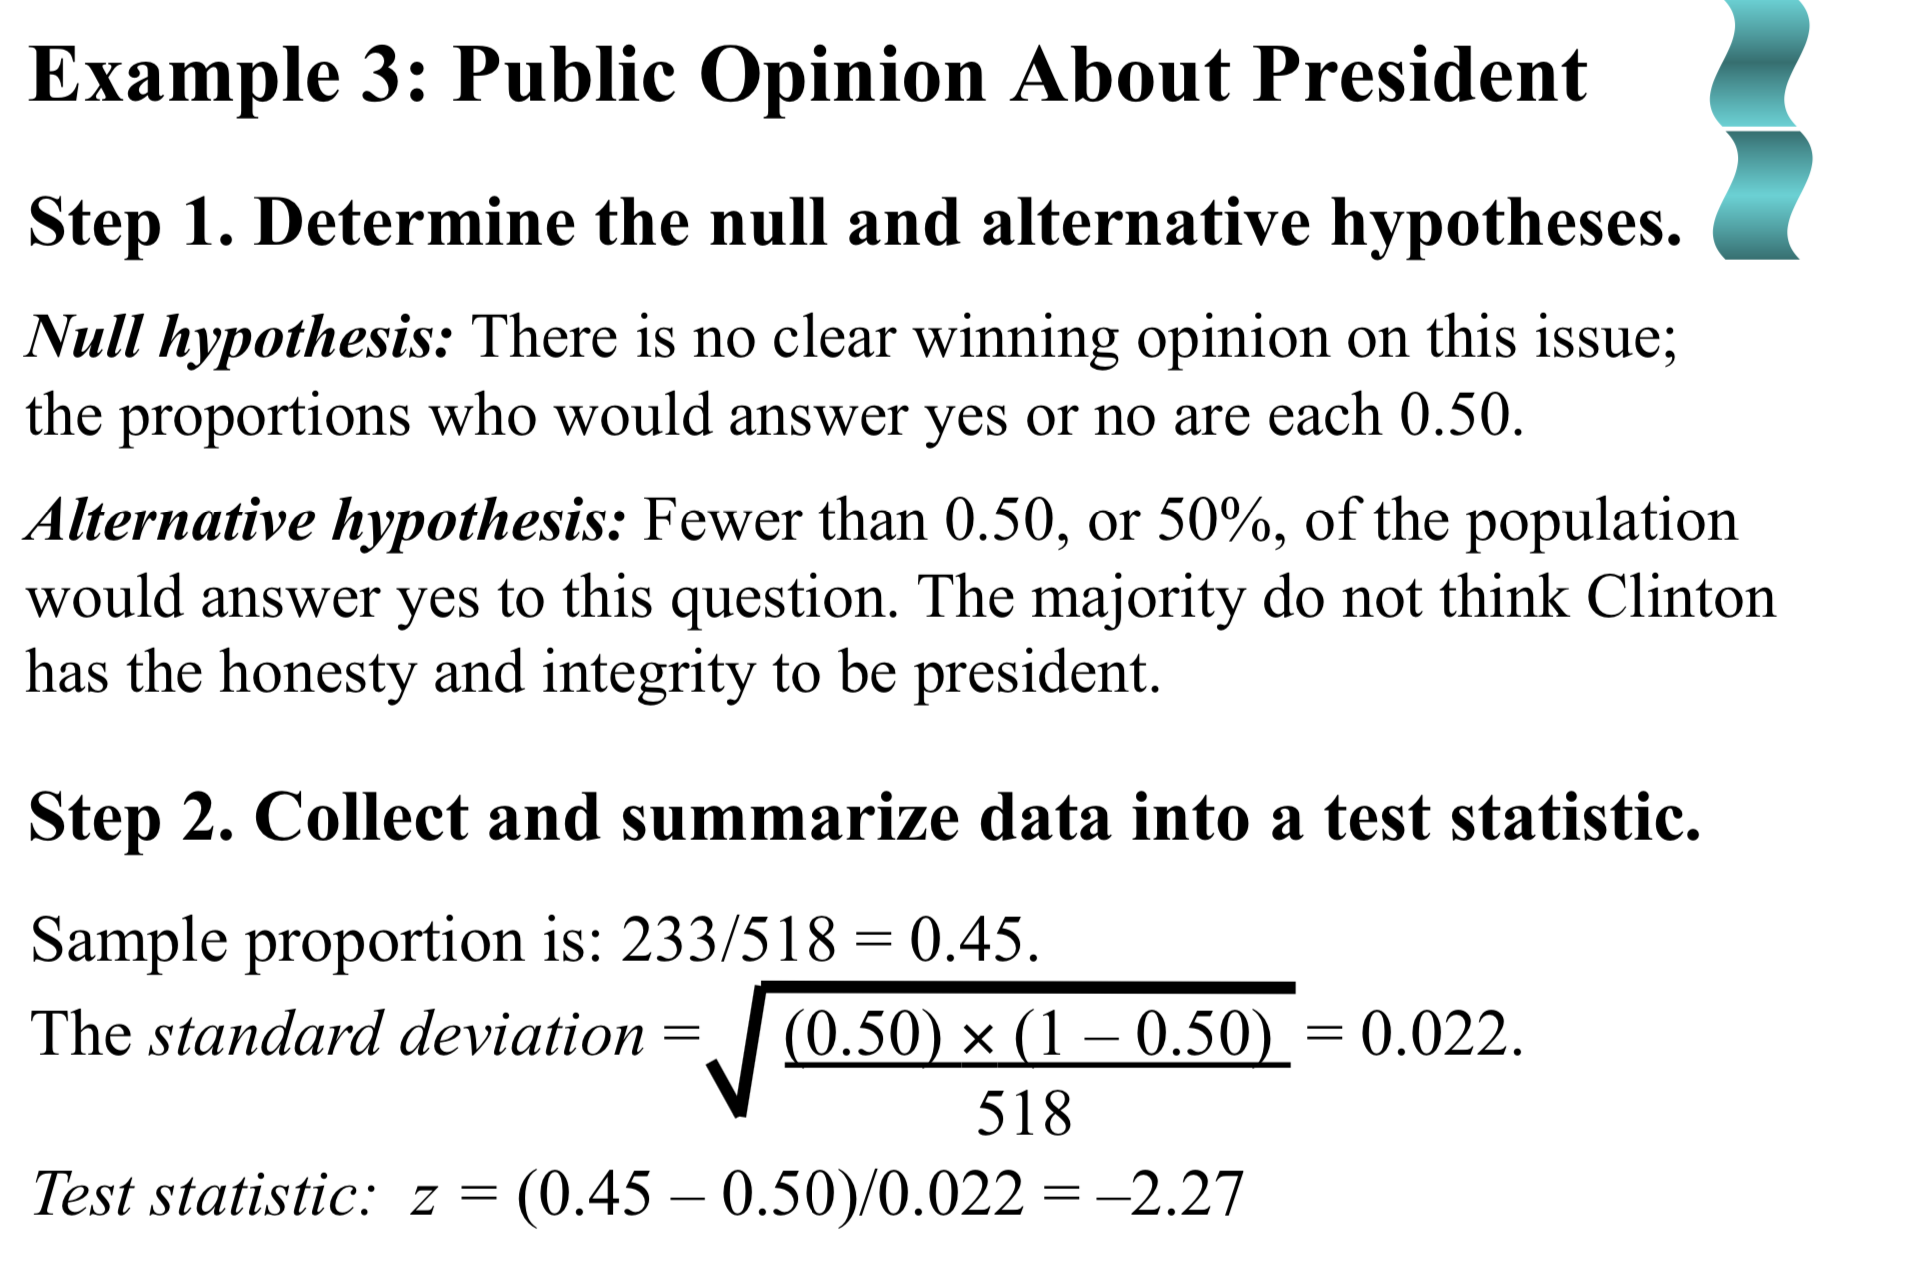 Example 3: Public Opinion About President
Step 1. Determine the null and alternative hypotheses.
Null hypothesis: There is no clear winning opinion on this issue;
the proportions who would answer yes or no are each 0.50.
Alternative hypothesis: Fewer than 0.50, or 50%, of the population
would answer yes to this question. The majority do not think Clinton
has the honesty and integrity to be president.
Step 2. Collect and summarize data into a test statistic.
Sample proportion is: 233/518 = 0.45.
The standard deviation = √ (0.50) × (1 – 0.50) = 0.022.
518
Test statistic: z = (0.45 – 0.50)/0.022 = –2.27